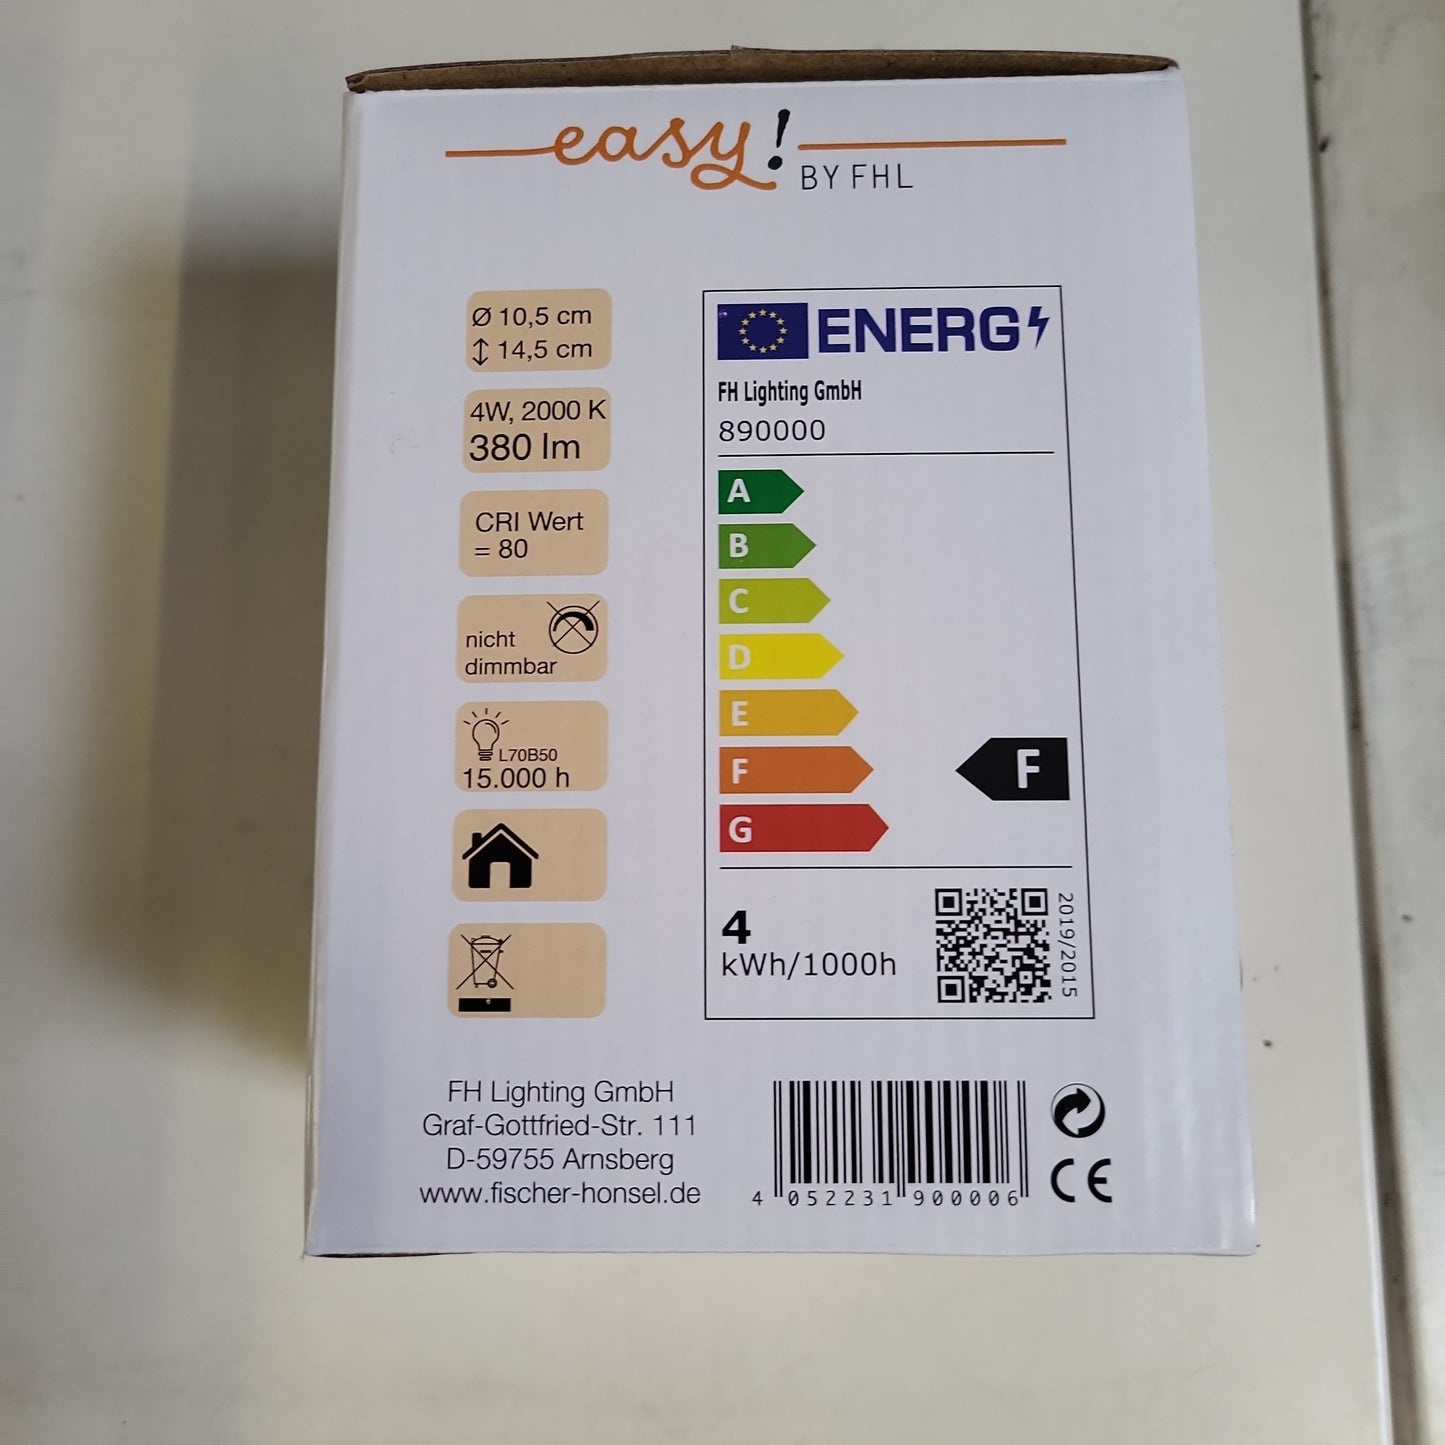 easy!
BY FHL
Ø 10,5 cm
↕ 14,5 cm
4W, 2000 K
380 lm
CRI Wert
= 80
nicht
dimmbar
L70B50
15.000 h
ENERG
FH Lighting GmbH
890000
A
B
C
D
E
F
F
G
4
kWh/1000h
2019/2015
FH Lighting GmbH
Graf-Gottfried-Str. 111
D-59755 Arnsberg
www.fischer-honsel.de
4 052231 900006
CE